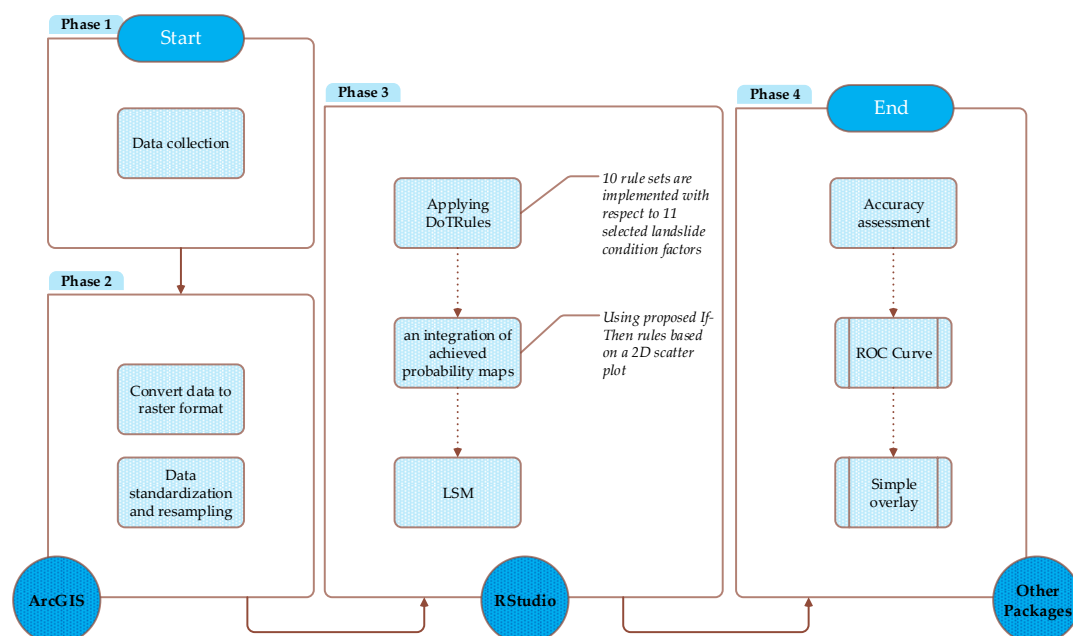 Phase 1
Start
Data collection
Phase 2
Convert data to
raster format
Data
standardization
and resampling
ArcGIS
Phase 3
Applying
DoTRules
10 rule sets are
implemented with
respect to 11
selected landslide
condition factors
an integration of
achieved
probability maps
Using proposed If-
Then rules based
on a 2D scatter
plot
LSM
RStudio
Phase 4
End
Accuracy
assessment
ROC Curve
Simple
overlay
Other
Packages